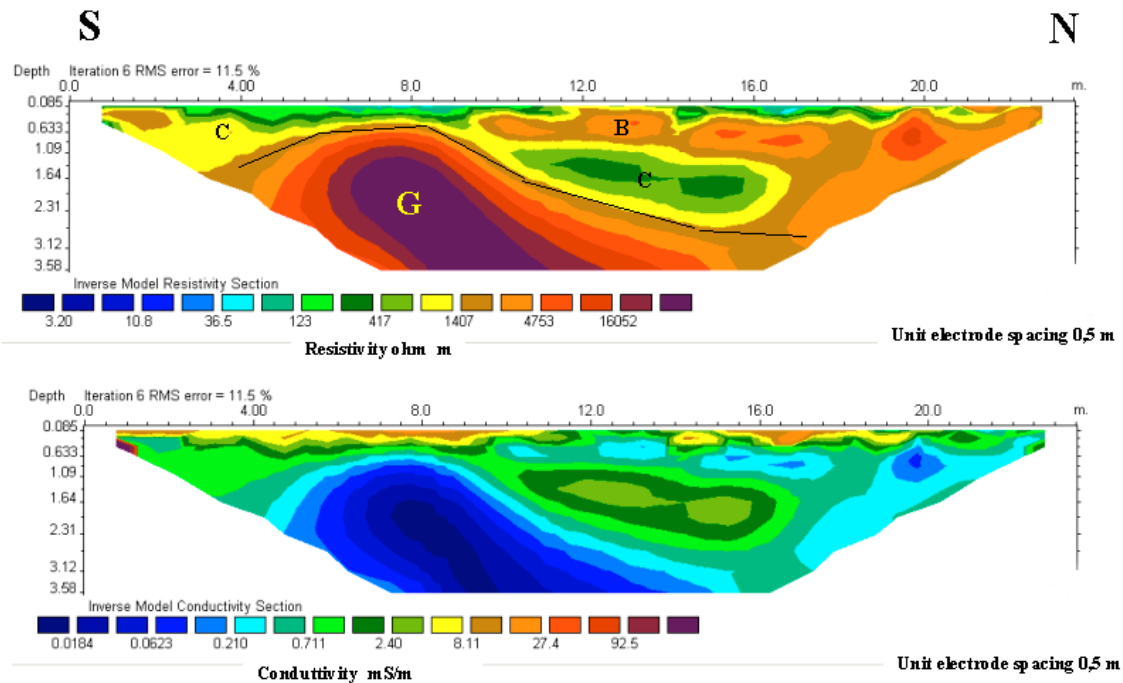 S N
Depth Iteration 6 RMS error = 11.5 %
0.0 4.00 8.0 12.0 16.0 20.0 m.
0.085
0.633
1.09
1.64
2.31
3.12
3.58
C B
C
G
Inverse Model Resistivity Section
3.20 10.8 36.5 123 417 1407 4753 16052
Unit electrode spacing 0,5 m
Resistivity ohm m
Depth Iteration 6 RMS error = 11.5 %
0.0 4.00 8.0 12.0 16.0 20.0 m.
0.085
0.633
1.09
1.64
2.31
3.12
3.58
Inverse Model Conductivity Section
0.0184 0.0623 0.210 0.711 2.40 8.11 27.4 92.5
Unit electrode spacing 0,5 m
Conduttivity mS/m